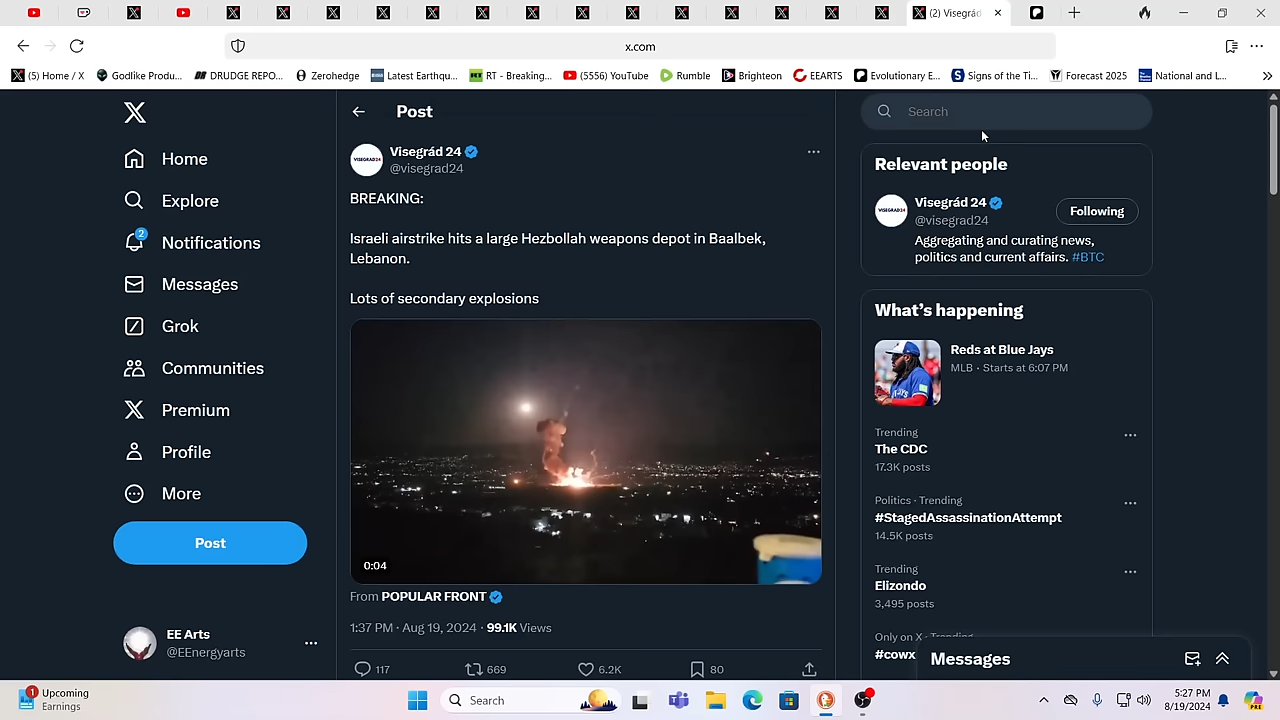 (2) Visegrád
x.com
(5) Home / X
Godlike Produ...
DRUDGE REPO...
Zerohedge
Latest Earthqu...
RT - Breaking...
(5556) YouTube
Rumble
Brighteon
EEARTS
Evolutionary E...
Signs of the Ti...
Forecast 2025
National and L...
Home
Explore
2
Notifications
Messages
Grok
Communities
Premium
Profile
More
Post
EE Arts
@EEnergyarts
Post
VISEGRAD24
Visegrád 24
@visegrad24
BREAKING:
Israeli airstrike hits a large Hezbollah weapons depot in Baalbek,
Lebanon.
Lots of secondary explosions
0:04
From POPULAR FRONT
1:37 PM · Aug 19, 2024 · 99.1K Views
117
669
6.2K
80
Search
Relevant people
VISEGRAD24
Visegrád 24
@visegrad24
Following
Aggregating and curating news,
politics and current affairs. #BTC
What's happening
Reds at Blue Jays
MLB · Starts at 6:07 PM
Trending
The CDC
17.3K posts
Politics · Trending
#StagedAssassinationAttempt
14.5K posts
Trending
Elizondo
3,495 posts
Only on X · Trending
#cowx
Messages
1
Upcoming
Earnings
Search
5:27 PM
8/19/2024
PRE